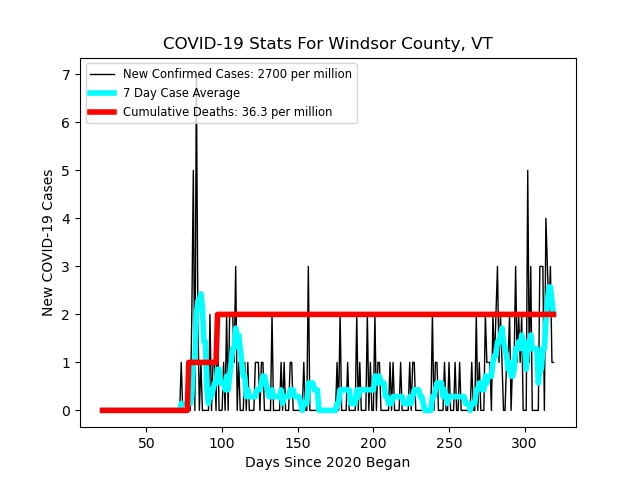 COVID-19 Stats For Windsor County, VT
New Confirmed Cases: 2700 per million
7 Day Case Average
Cumulative Deaths: 36.3 per million
New COVID-19 Cases
7
6
5
4
3
2
1
0
50 100 150 200 250 300
Days Since 2020 Began